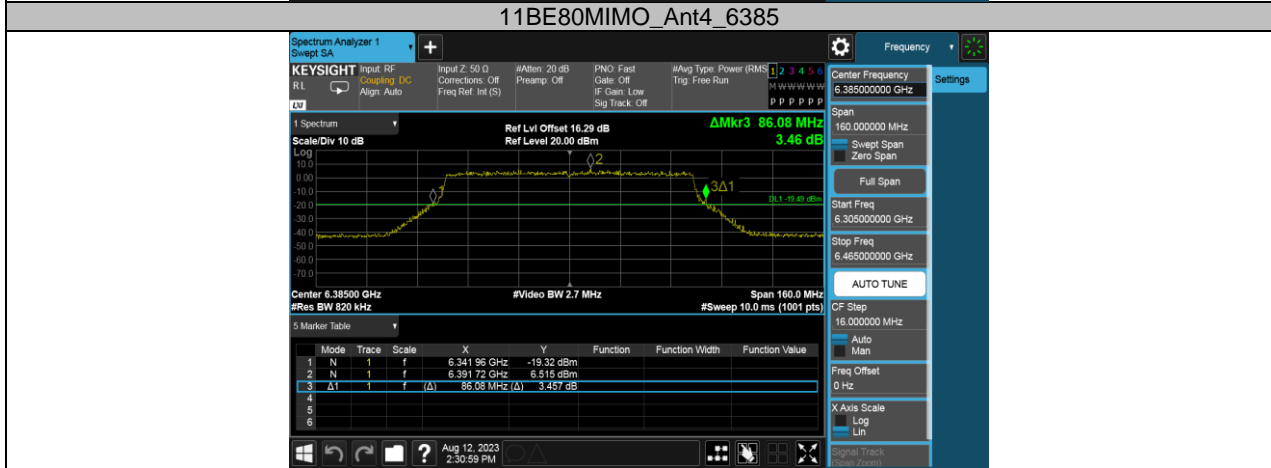 11BE80MIMO_Ant4_6385
Spectrum Analyzer 1
Swept SA
+
Frequency
KEYSIGHT
RL
LXI
Input: RF
Coupling: DC
Align: Auto
Input Z: 50 Ω
Corrections: Off
Freq Ref: Int (S)
#Atten: 20 dB
Preamp: Off
PNO: Fast
Gate: Off
IF Gain: Low
Sig Track: Off
#Avg Type: Power (RMS
Trig: Free Run
1 2 3 4 5 6
M W W W W W
P P P P P P
Center Frequency
6.385000000 GHz
Settings
1 Spectrum
Scale/Div 10 dB
Ref Lvl Offset 16.29 dB
Ref Level 20.00 dBm
ΔMkr3 86.08 MHz
3.46 dB
Span
160.000000 MHz
Swept Span
Zero Span
Full Span
Start Freq
6.305000000 GHz
Stop Freq
6.465000000 GHz
AUTO TUNE
CF Step
16.000000 MHz
Auto
Man
Freq Offset
0 Hz
X Axis Scale
Log
Lin
Signal Track
(Span Zoom)
Log
10.0
0.00
-10.0
-20.0
-30.0
-40.0
-50.0
-60.0
-70.0
1
2
3Δ1
DL1 -19.49 dBm
Center 6.38500 GHz
#Res BW 820 kHz
#Video BW 2.7 MHz
Span 160.0 MHz
#Sweep 10.0 ms (1001 pts)
5 Marker Table
Mode Trace Scale X Y Function Function Width Function Value
1 N 1 f 6.341 96 GHz -19.32 dBm
2 N 1 f 6.391 72 GHz 6.515 dBm
3 Δ1 1 f (Δ) 86.08 MHz (Δ) 3.457 dB
4
5
6
?
Aug 12, 2023
2:30:59 PM